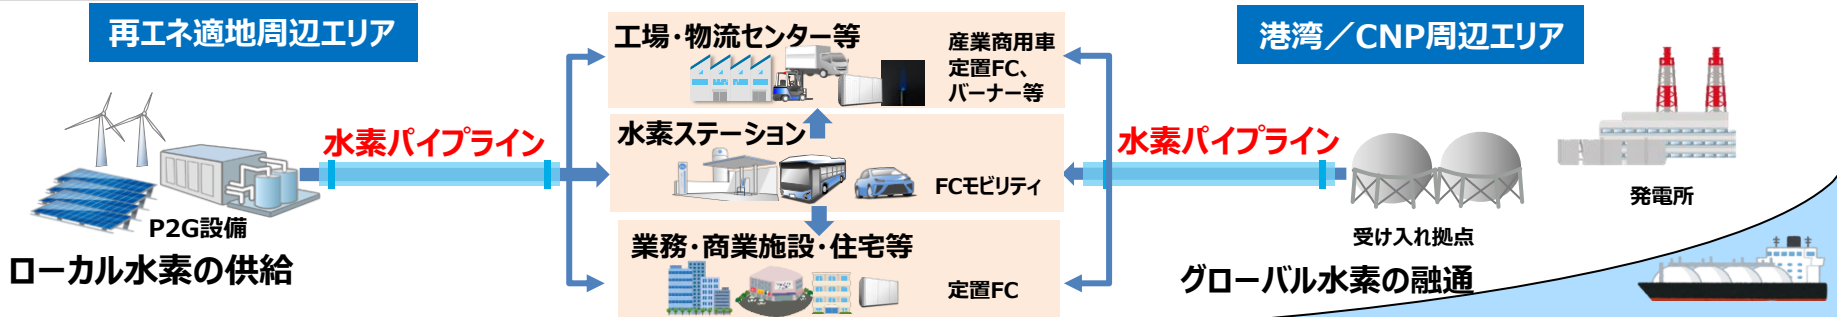 再エネ適地周辺エリア
水素パイプライン
P2G設備
ローカル水素の供給
工場・物流センター等
産業商用車
定置FC、
バーナー等
水素ステーション
FCモビリティ
業務・商業施設・住宅等
定置FC
港湾／CNP周辺エリア
水素パイプライン
発電所
受け入れ拠点
グローバル水素の融通